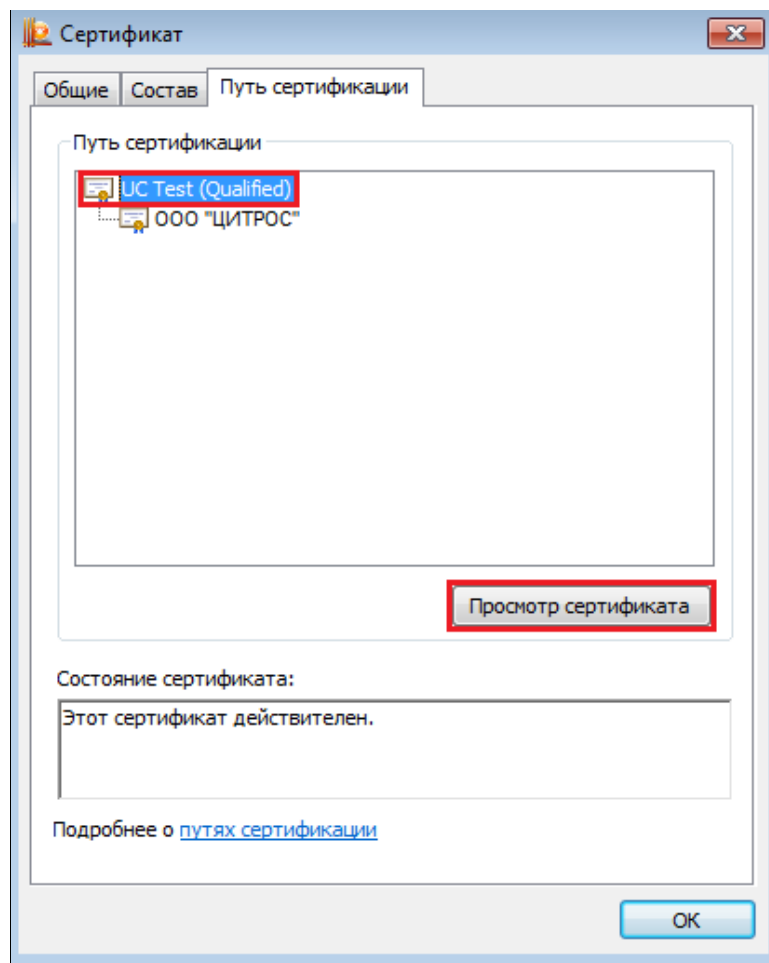 Сертификат
Общие Состав Путь сертификации
Путь сертификации
UC Test (Qualified)
ООО "ЦИТРОС"
Просмотр сертификата
Состояние сертификата:
Этот сертификат действителен.
Подробнее о путях сертификации
ОК